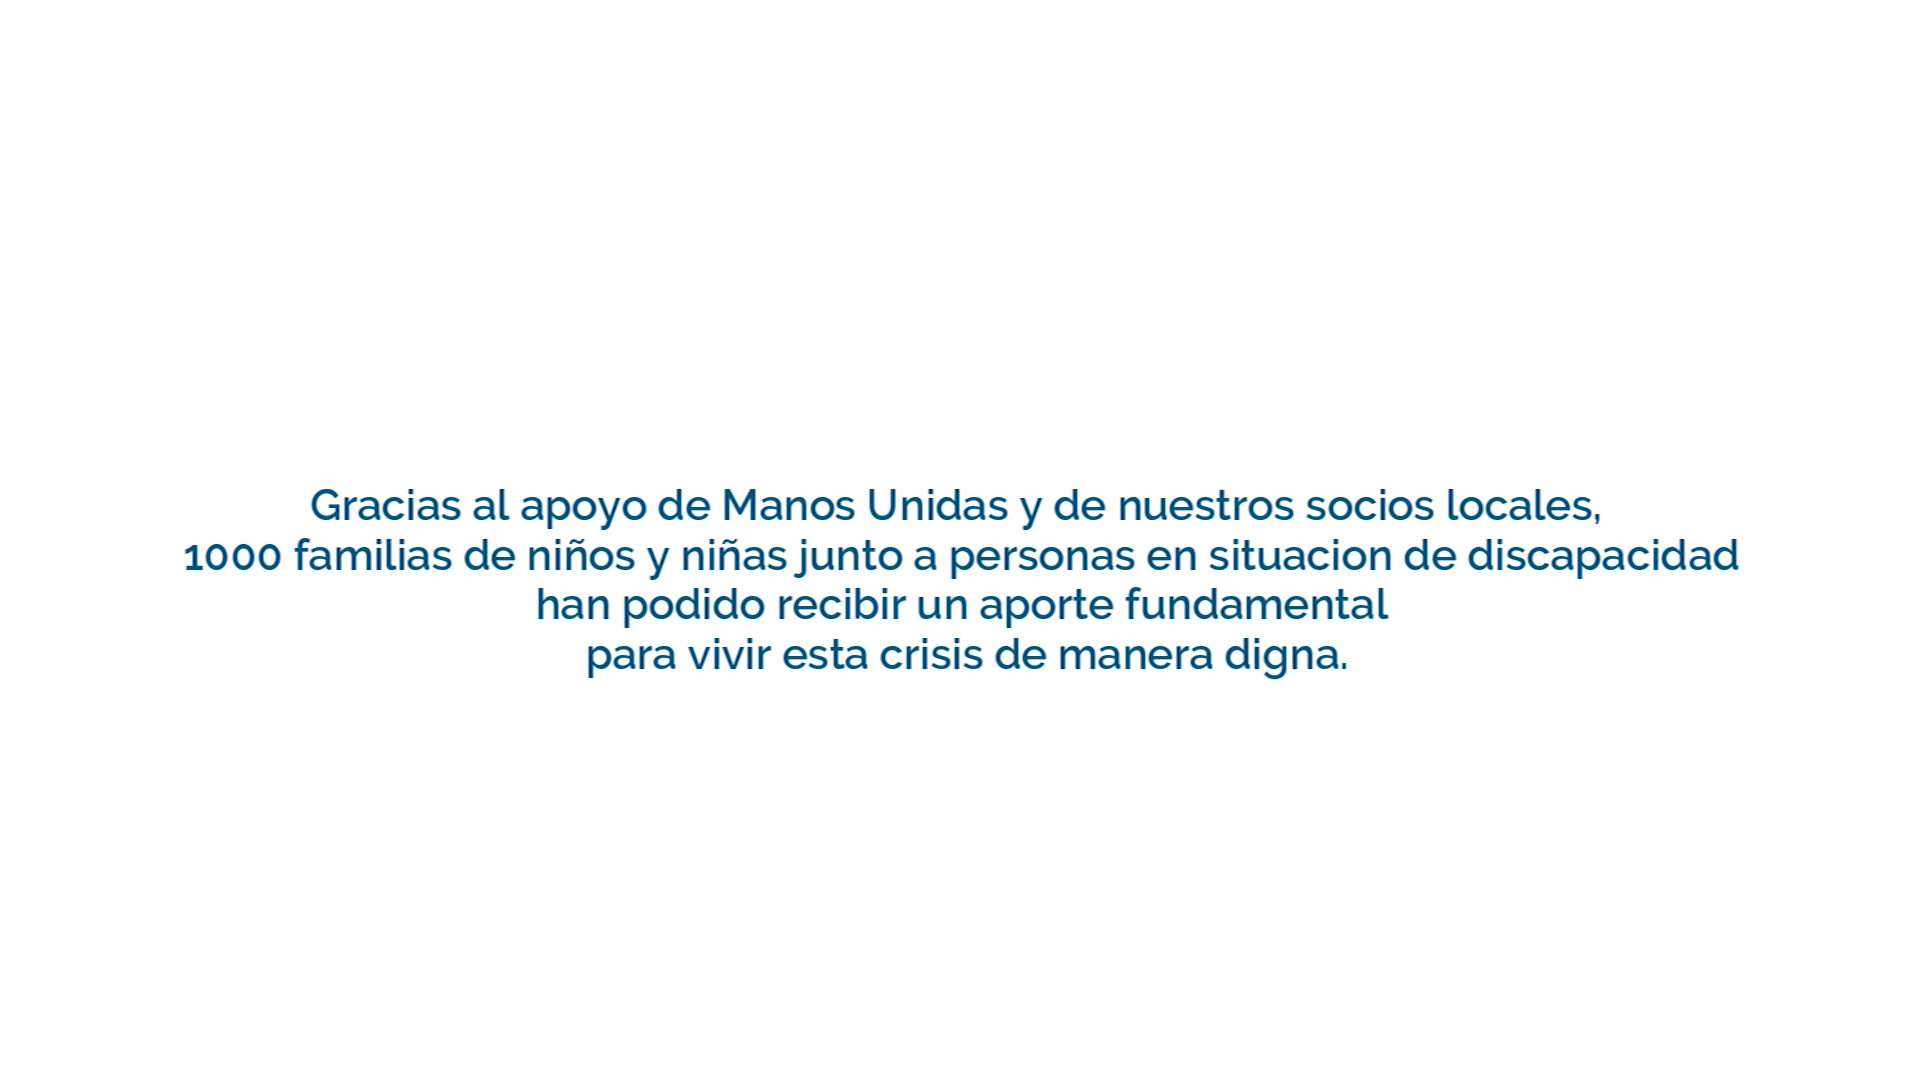 Gracias al apoyo de Manos Unidas y de nuestros socios locales,
1000 familias de niños y niñas junto a personas en situacion de discapacidad
han podido recibir un aporte fundamental
para vivir esta crisis de manera digna.